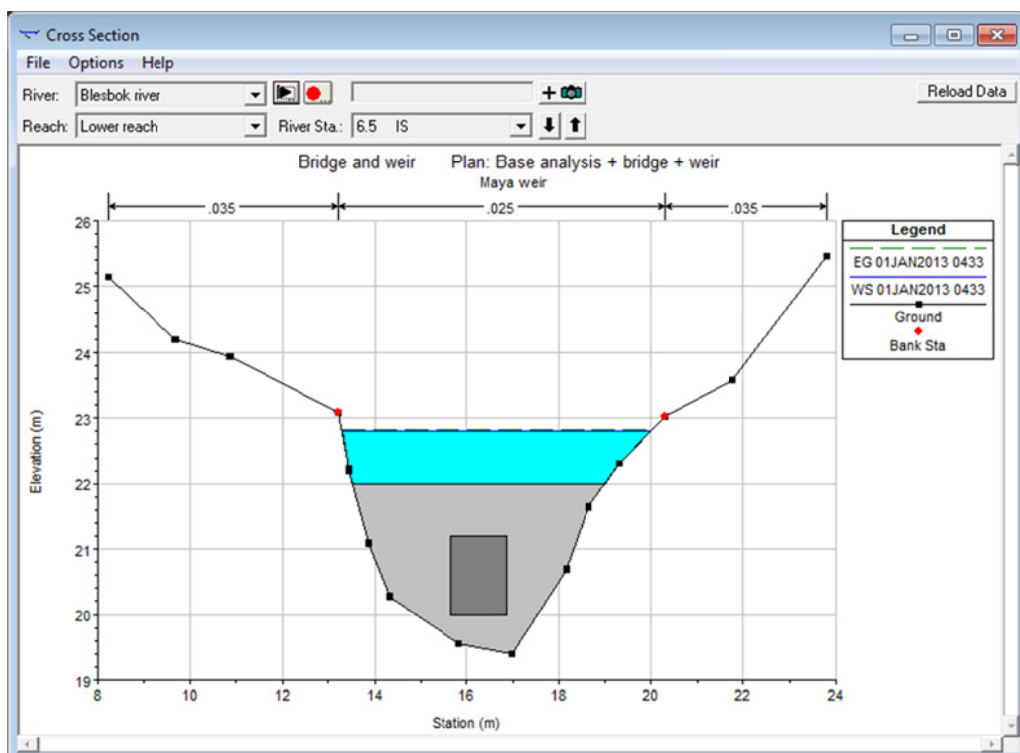 Cross Section
File Options Help
River: Blesbok river Reload Data
Reach: Lower reach River Sta.: 6.5 IS
Bridge and weir Plan: Base analysis + bridge + weir
Maya weir
.035 .025 .035
26
25
24
23
22
21
20
19
Elevation (m)
8 10 12 14 16 18 20 22 24
Station (m)
Legend
EG 01JAN2013 0433
WS 01JAN2013 0433
Ground
Bank Sta